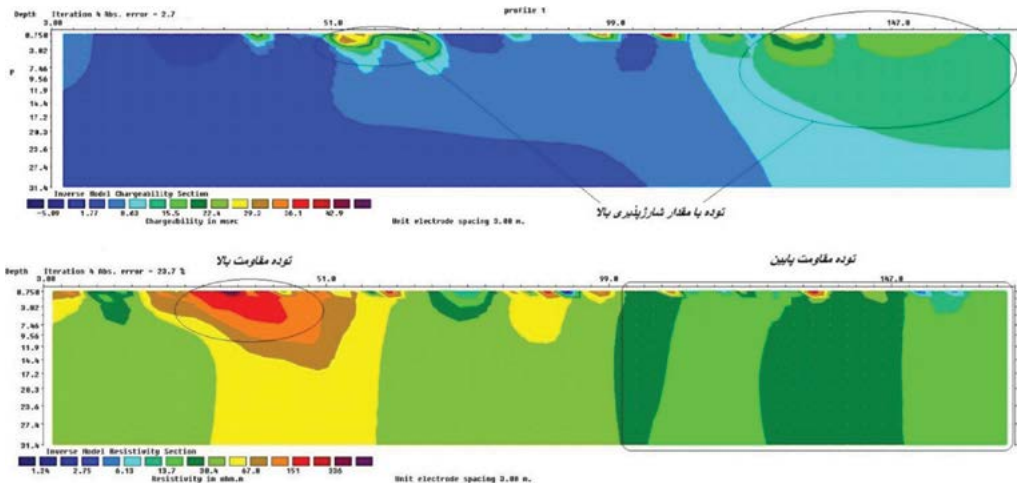 profile 1
Depth Iteration 4 Abs. error = 2.7
3.00 51.0 99.0 147.0
0.750
3.02
7.46
9.56
11.9
14.4
17.2
20.3
23.6
27.4
31.4
Inverse Model Chargeability Section
-5.09 1.77 8.63 15.5 22.4 29.2 36.1 42.9
Chargeability in msec
Unit electrode spacing 3.00 m.
توده با مقدار شارژپذیری بالا
توده مقاومت بالا
توده مقاومت پایین
Depth Iteration 4 Abs. error = 23.7 %
3.00 51.0 99.0 147.0
0.750
3.02
7.46
9.56
11.9
14.4
17.2
20.3
23.6
27.4
31.4
Inverse Model Resistivity Section
1.24 2.75 6.13 13.7 30.4 67.8 151 336
Resistivity in ohm.m
Unit electrode spacing 3.00 m.